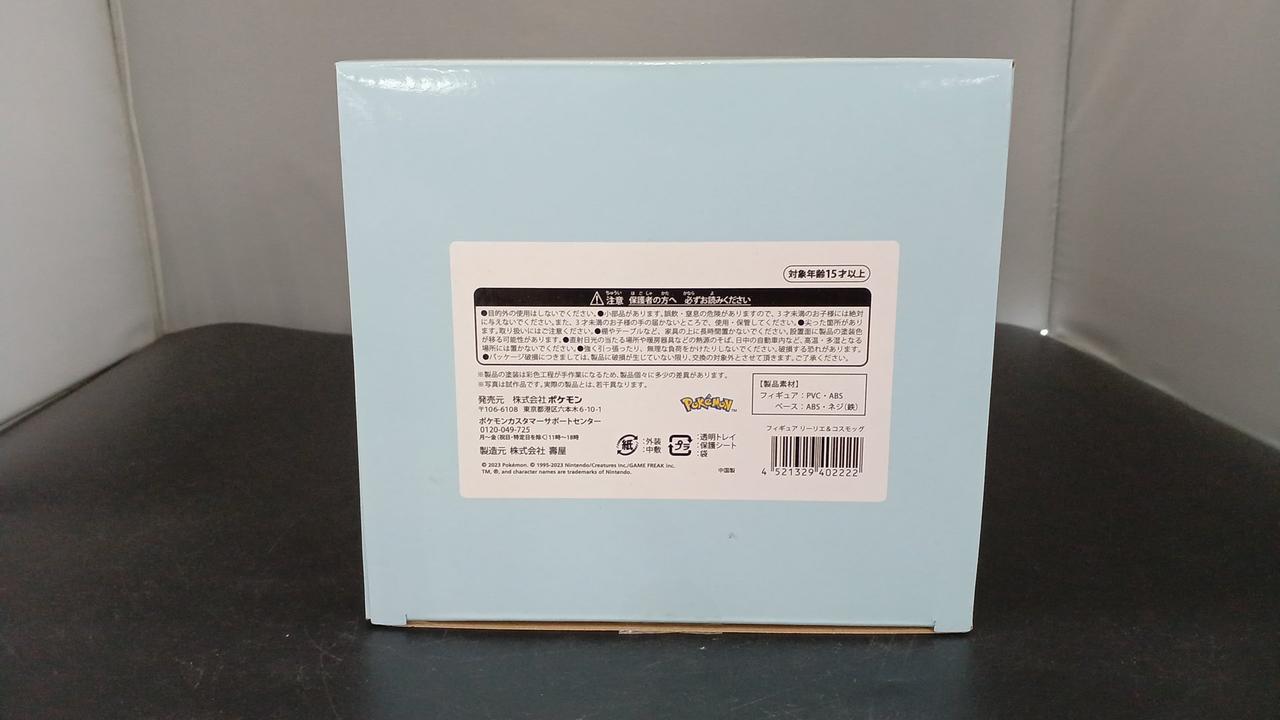 対象年齢15才以上
注意 保護者の方へ 必ずお読みください
●目的外の使用はしないでください。●小部品があります。誤飲・窒息の危険がありますので、3才未満のお子様には絶対
に与えないでください。また、3才未満のお子様の手の届かないところで、使用・保管してください。●尖った箇所があり
ます。取り扱いにはご注意ください。●棚やテーブルなど、家具の上に長時間置かないでください。設置面に製品の塗装色
が移る可能性があります。●直射日光の当たる場所や暖房器具などの熱源のそば、日中の自動車内など、高温・多湿となる
場所には置かないでください。●強く引っ張ったり、無理な負荷をかけたりしないでください。破損する恐れがあります。
●パッケージ破損につきましては、製品に破損が生じていない限り、交換の対象外とさせて頂きます。ご了承ください。
※製品の塗装は彩色工程が手作業になるため、製品個々に多少の差異があります。
※写真は試作品です。実際の製品とは、若干異なります。
発売元 株式会社ポケモン
〒106-6108 東京都港区六本木6-10-1
ポケモンカスタマーサポートセンター
0120-049-725
月〜金(祝日・特定日を除く)11時〜18時
製造元 株式会社 壽屋
© 2023 Pokémon. © 1995-2023 Nintendo/Creatures Inc./GAME FREAK inc.
TM, ®, and character names are trademarks of Nintendo.
POKéMON™
【製品素材】
フィギュア：PVC・ABS
ベース：ABS・ネジ(鉄)
紙 :外装
:中敷
プラ :透明トレイ
:保護シート
:袋
中国製
フィギュア リーリエ&コスモッグ
4 521329 402222